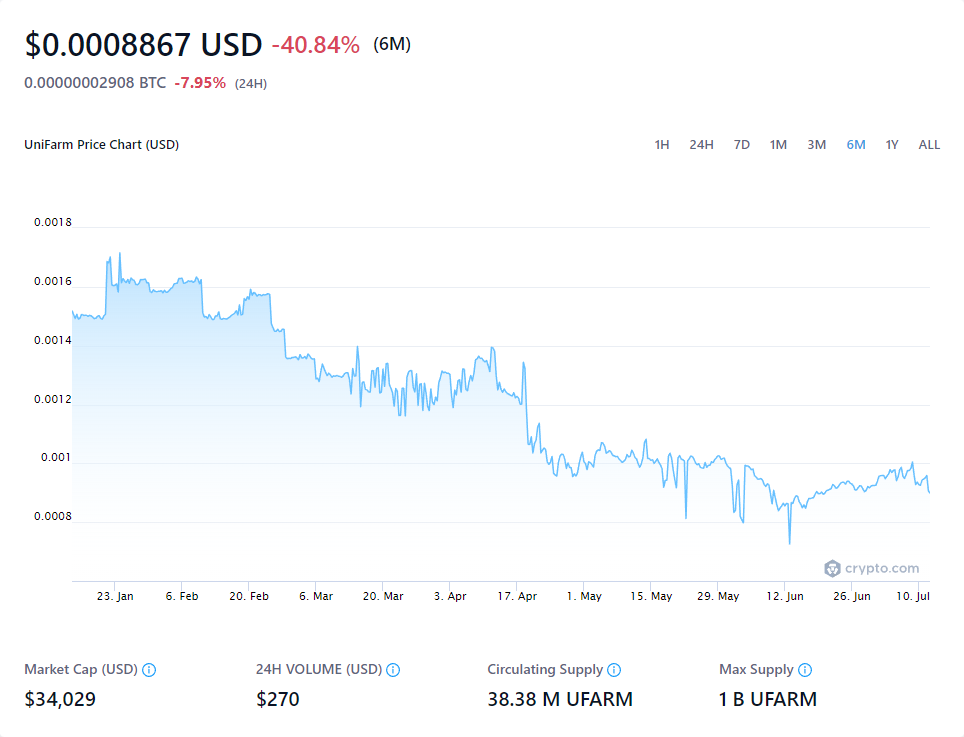 $0.0008867 USD -40.84% (6M)
0.00000002908 BTC -7.95% (24H)
UniFarm Price Chart (USD) 1H 24H 7D 1M 3M 6M 1Y ALL
0.0018
0.0016
0.0014
0.0012
0.001
0.0008
crypto.com
23. Jan 6. Feb 20. Feb 6. Mar 20. Mar 3. Apr 17. Apr 1. May 15. May 29. May 12. Jun 26. Jun 10. Jul
Market Cap (USD) 24H VOLUME (USD) Circulating Supply Max Supply
$34,029 $270 38.38 M UFARM 1 B UFARM